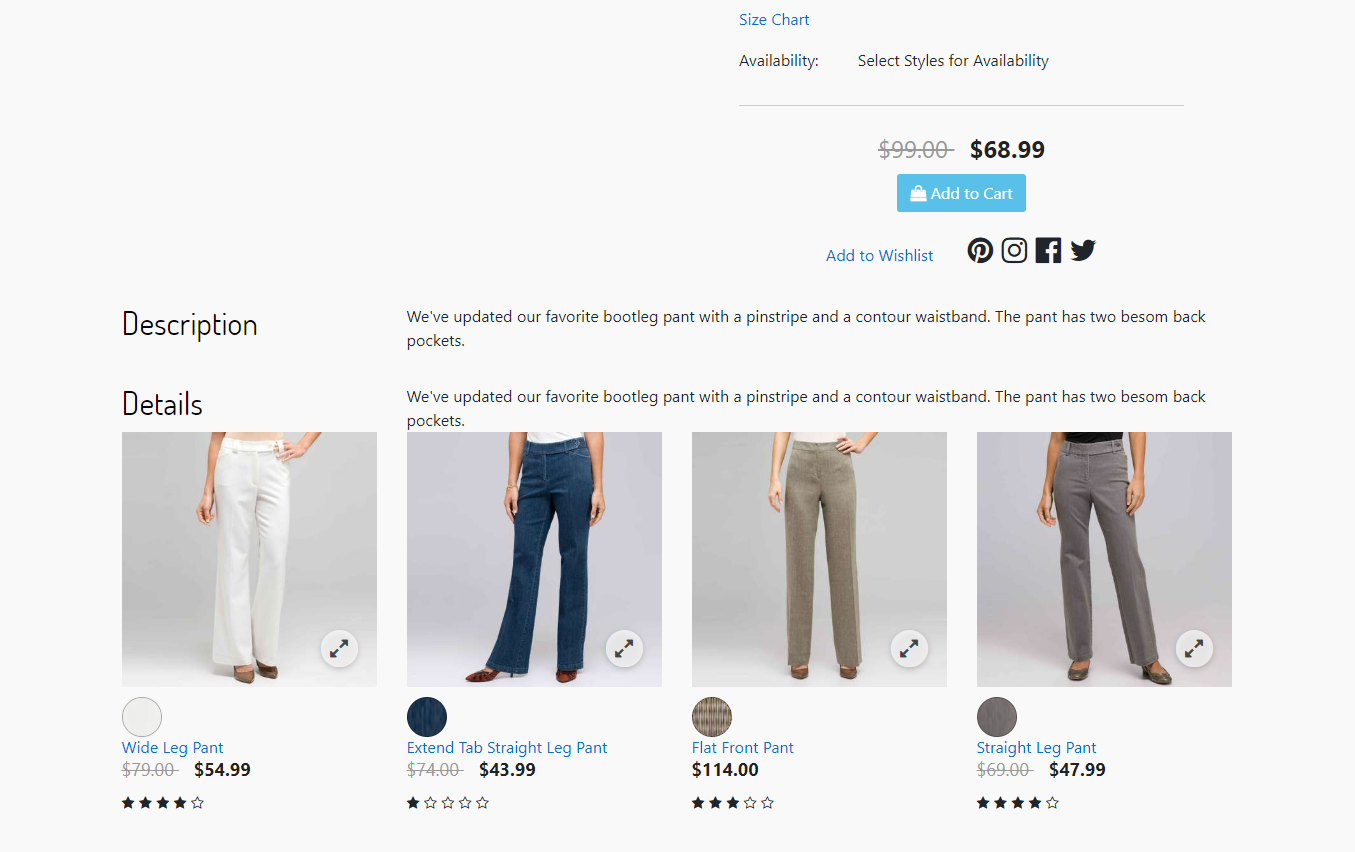 Size Chart
Availability: Select Styles for Availability
$99.00 $68.99
Add to Cart
Add to Wishlist
Description
We've updated our favorite bootleg pant with a pinstripe and a contour waistband. The pant has two besom back
pockets.
Details
We've updated our favorite bootleg pant with a pinstripe and a contour waistband. The pant has two besom back
pockets.
Wide Leg Pant
$79.00 $54.99
Extend Tab Straight Leg Pant
$74.00 $43.99
Flat Front Pant
$114.00
Straight Leg Pant
$69.00 $47.99